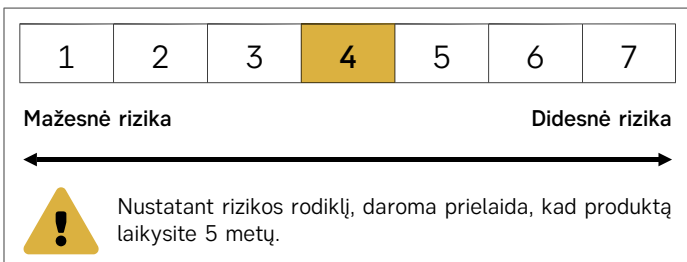 1 2 3 4 5 6 7
Mažesnė rizika Didesnė rizika
Nustatant rizikos rodiklį, daroma prielaida, kad produktą
laikysite 5 metų.